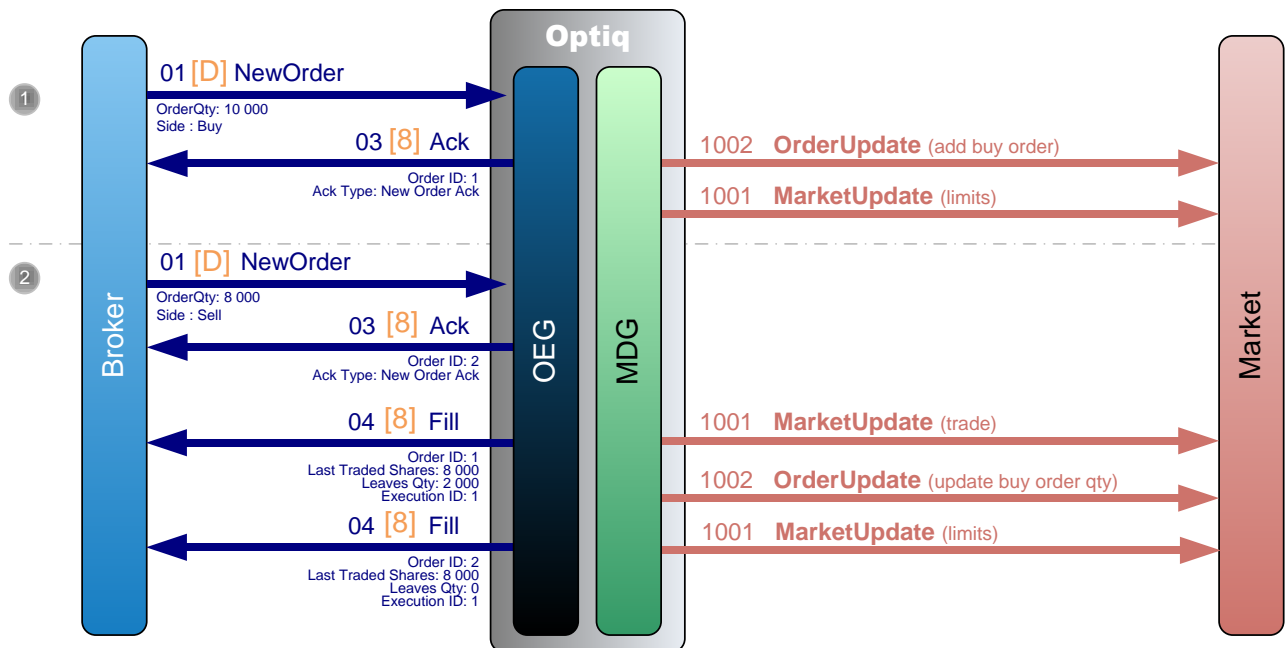 Optiq
1
01 [D] NewOrder
OrderQty: 10 000
Side : Buy
03 [8] Ack
Order ID: 1
Ack Type: New Order Ack
1002 OrderUpdate (add buy order)
1001 MarketUpdate (limits)
2
01 [D] NewOrder
OrderQty: 8 000
Side : Sell
03 [8] Ack
Order ID: 2
Ack Type: New Order Ack
04 [8] Fill
Order ID: 1
Last Traded Shares: 8 000
Leaves Qty: 2 000
Execution ID: 1
04 [8] Fill
Order ID: 2
Last Traded Shares: 8 000
Leaves Qty: 0
Execution ID: 1
1001 MarketUpdate (trade)
1002 OrderUpdate (update buy order qty)
1001 MarketUpdate (limits)
Broker
OEG
MDG
Market